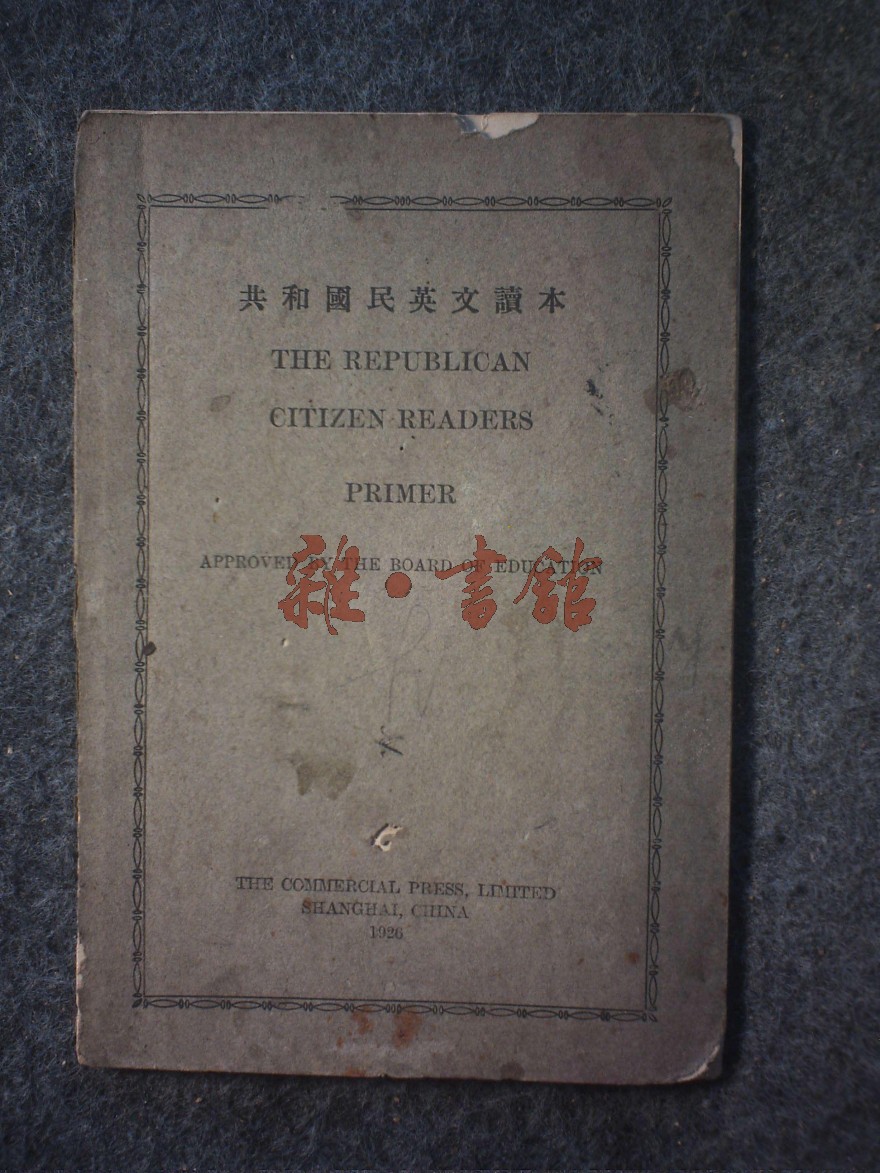 共和國民英文讀本
THE REPUBLICAN
CITIZEN READERS
PRIMER
APPROVED BY THE BOARD OF EDUCATION
雜·書館
THE COMMERCIAL PRESS, LIMITED
SHANGHAI, CHINA
1926